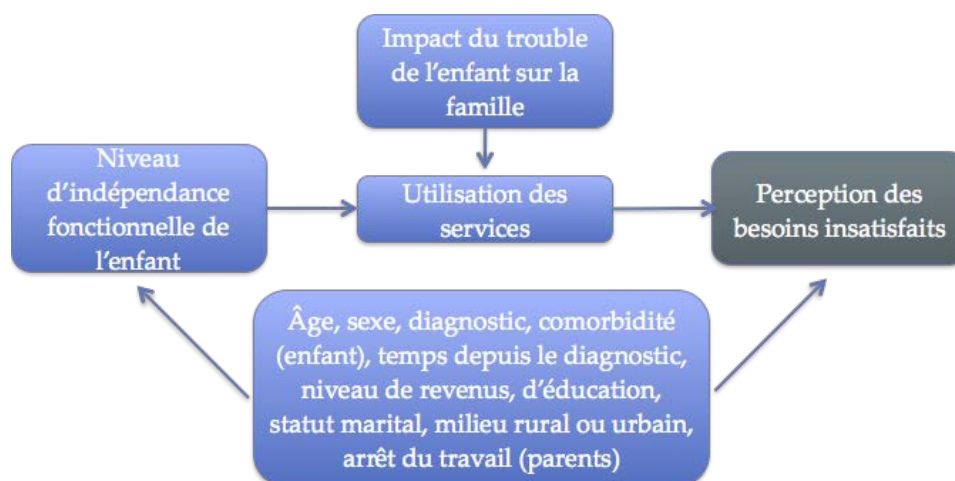 Impact du trouble
de l'enfant sur la
famille
Niveau
d'indépendance
fonctionnelle de
l'enfant
Utilisation des
services
Perception des
besoins insatisfaits
Âge, sexe, diagnostic, comorbidité
(enfant), temps depuis le diagnostic,
niveau de revenus, d'éducation,
statut marital, milieu rural ou urbain,
arrêt du travail (parents)